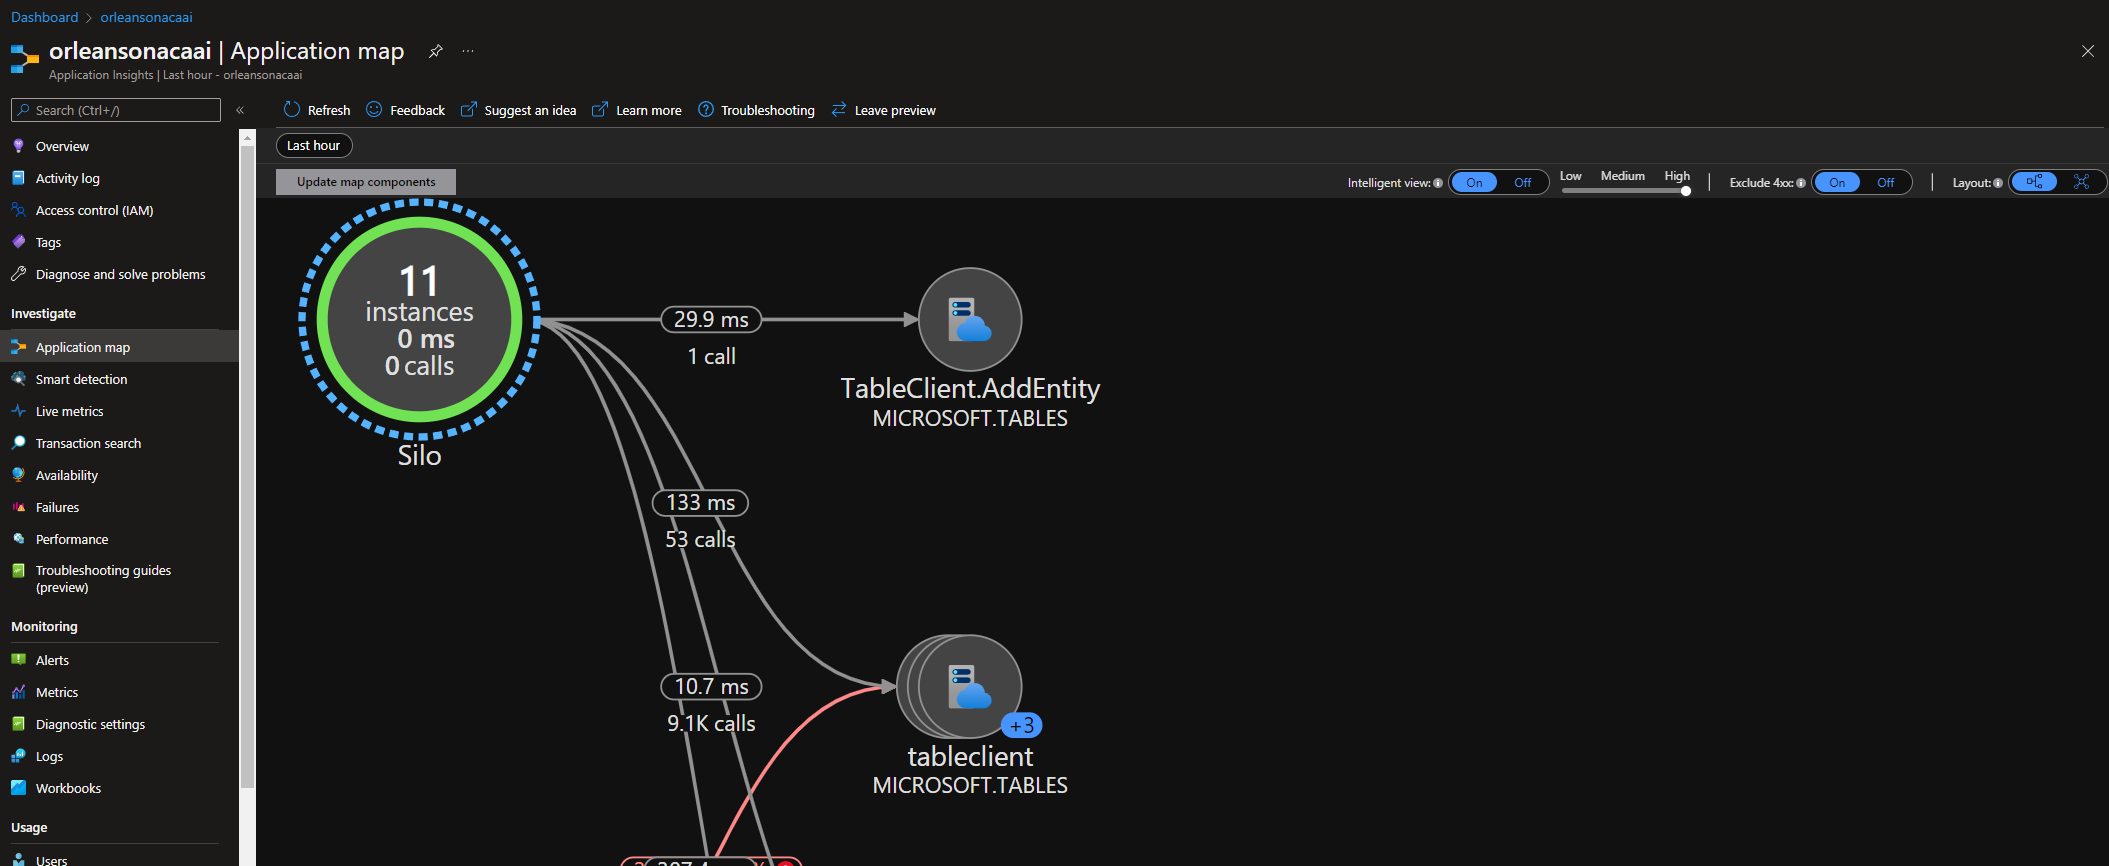 Dashboard > orleansonacaai
orleansonacaai | Application map
Application Insights | Last hour - orleansonacaai
Search (Ctrl+/)
«
Refresh
Feedback
Suggest an idea
Learn more
Troubleshooting
Leave preview
Last hour
Update map components
Intelligent view:
On
Off
Low
Medium
High
Exclude 4xx:
On
Off
Layout:
Overview
Activity log
Access control (IAM)
Tags
Diagnose and solve problems
Investigate
Application map
Smart detection
Live metrics
Transaction search
Availability
Failures
Performance
Troubleshooting guides
(preview)
Monitoring
Alerts
Metrics
Diagnostic settings
Logs
Workbooks
Usage
Users
11
instances
0 ms
0 calls
Silo
29.9 ms
1 call
TableClient.AddEntity
MICROSOFT.TABLES
133 ms
53 calls
10.7 ms
9.1K calls
+3
tableclient
MICROSOFT.TABLES